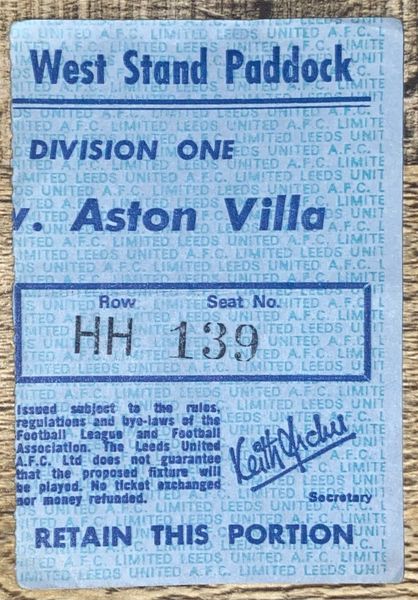 West Stand Paddock
DIVISION ONE
v. Aston Villa
Row Seat No.
HH 139
Issued subject to the rules,
regulations and bye-laws of the
Football League and Football
Association. The Leeds United
A.F.C. Ltd does not guarantee
that the proposed fixture will
be played. No ticket exchanged
nor money refunded.
Keith Archer
Secretary
RETAIN THIS PORTION